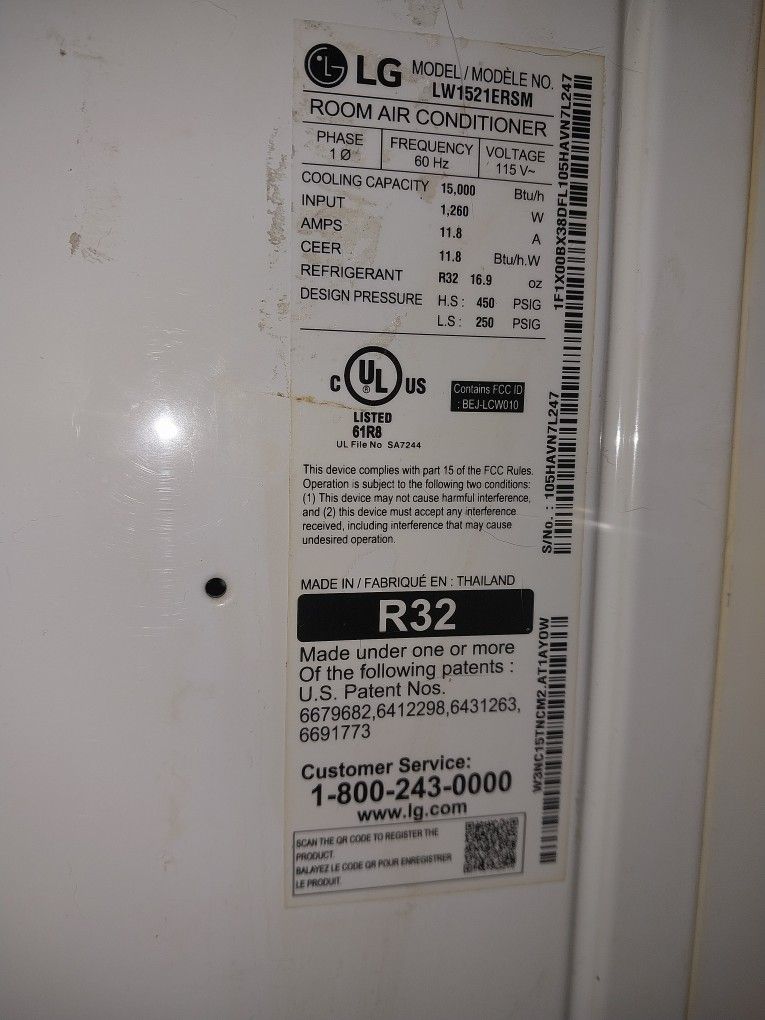 LG MODEL / MODÈLE NO.
LW1521ERSM
ROOM AIR CONDITIONER
PHASE
1 Ø
FREQUENCY
60 Hz
VOLTAGE
115 V~
COOLING CAPACITY 15,000 Btu/h
INPUT 1,260 W
AMPS 11.8 A
CEER 11.8 Btu/h.W
REFRIGERANT R32 16.9 oz
DESIGN PRESSURE H.S : 450 PSIG
L.S : 250 PSIG
C UL ® US
LISTED
61R8
UL File No SA7244
Contains FCC ID
: BEJ-LCW010
This device complies with part 15 of the FCC Rules.
Operation is subject to the following two conditions:
(1) This device may not cause harmful interference,
and (2) this device must accept any interference
received, including interference that may cause
undesired operation.
MADE IN / FABRIQUÉ EN : THAILAND
R32
Made under one or more
Of the following patents :
U.S. Patent Nos.
6679682,6412298,6431263,
6691773
Customer Service:
1-800-243-0000
www.lg.com
SCAN THE QR CODE TO REGISTER THE
PRODUCT.
BALAYEZ LE CODE QR POUR ENREGISTRER
LE PRODUIT.
1F1X00BX38DFL105HAVN7L247
S/No. : 105HAVN7L247
W3NC15TNCM2.AT1AY0W